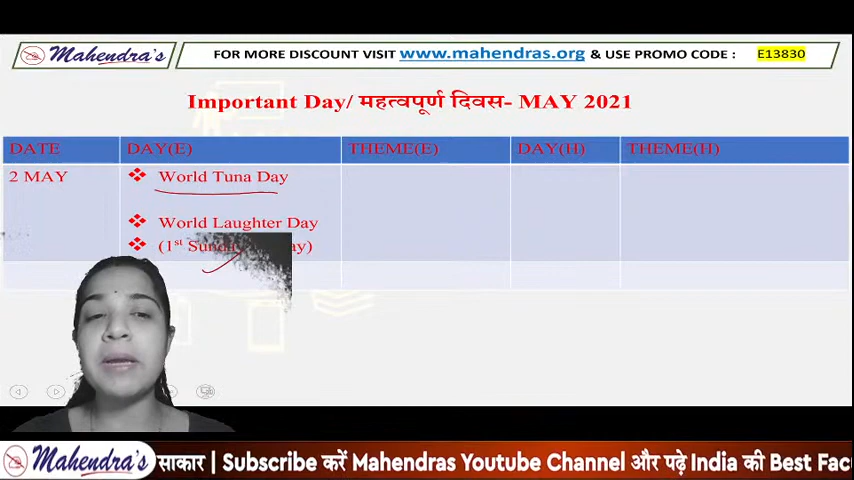 Mahendra's
FOR MORE DISCOUNT VISIT www.mahendras.org & USE PROMO CODE : E13830
Important Day/ महत्वपूर्ण दिवस- MAY 2021
DATE DAY(E) THEME(E) DAY(H) THEME(H)
2 MAY ❖ World Tuna Day
❖ World Laughter Day
❖ (1st
Mahendra's साकार | Subscribe करें Mahendras Youtube Channel और पढ़े India की Best Facu